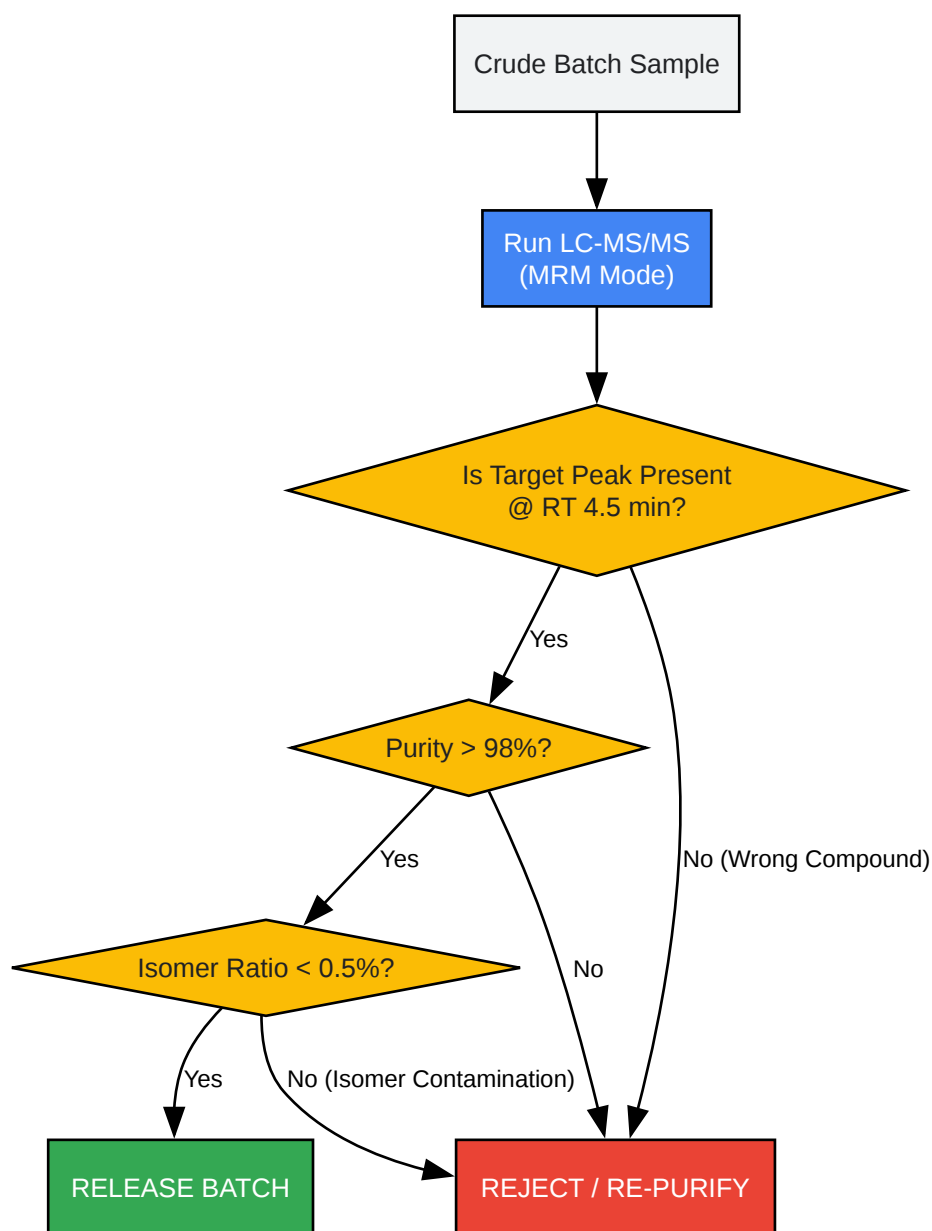 Crude Batch Sample
Run LC-MS/MS
(MRM Mode)
Is Target Peak Present
@ RT 4.5 min?
Yes
Purity > 98%?
Yes
No (Wrong Compound)
Isomer Ratio < 0.5%?
No
Yes
No (Isomer Contamination)
RELEASE BATCH
REJECT / RE-PURIFY